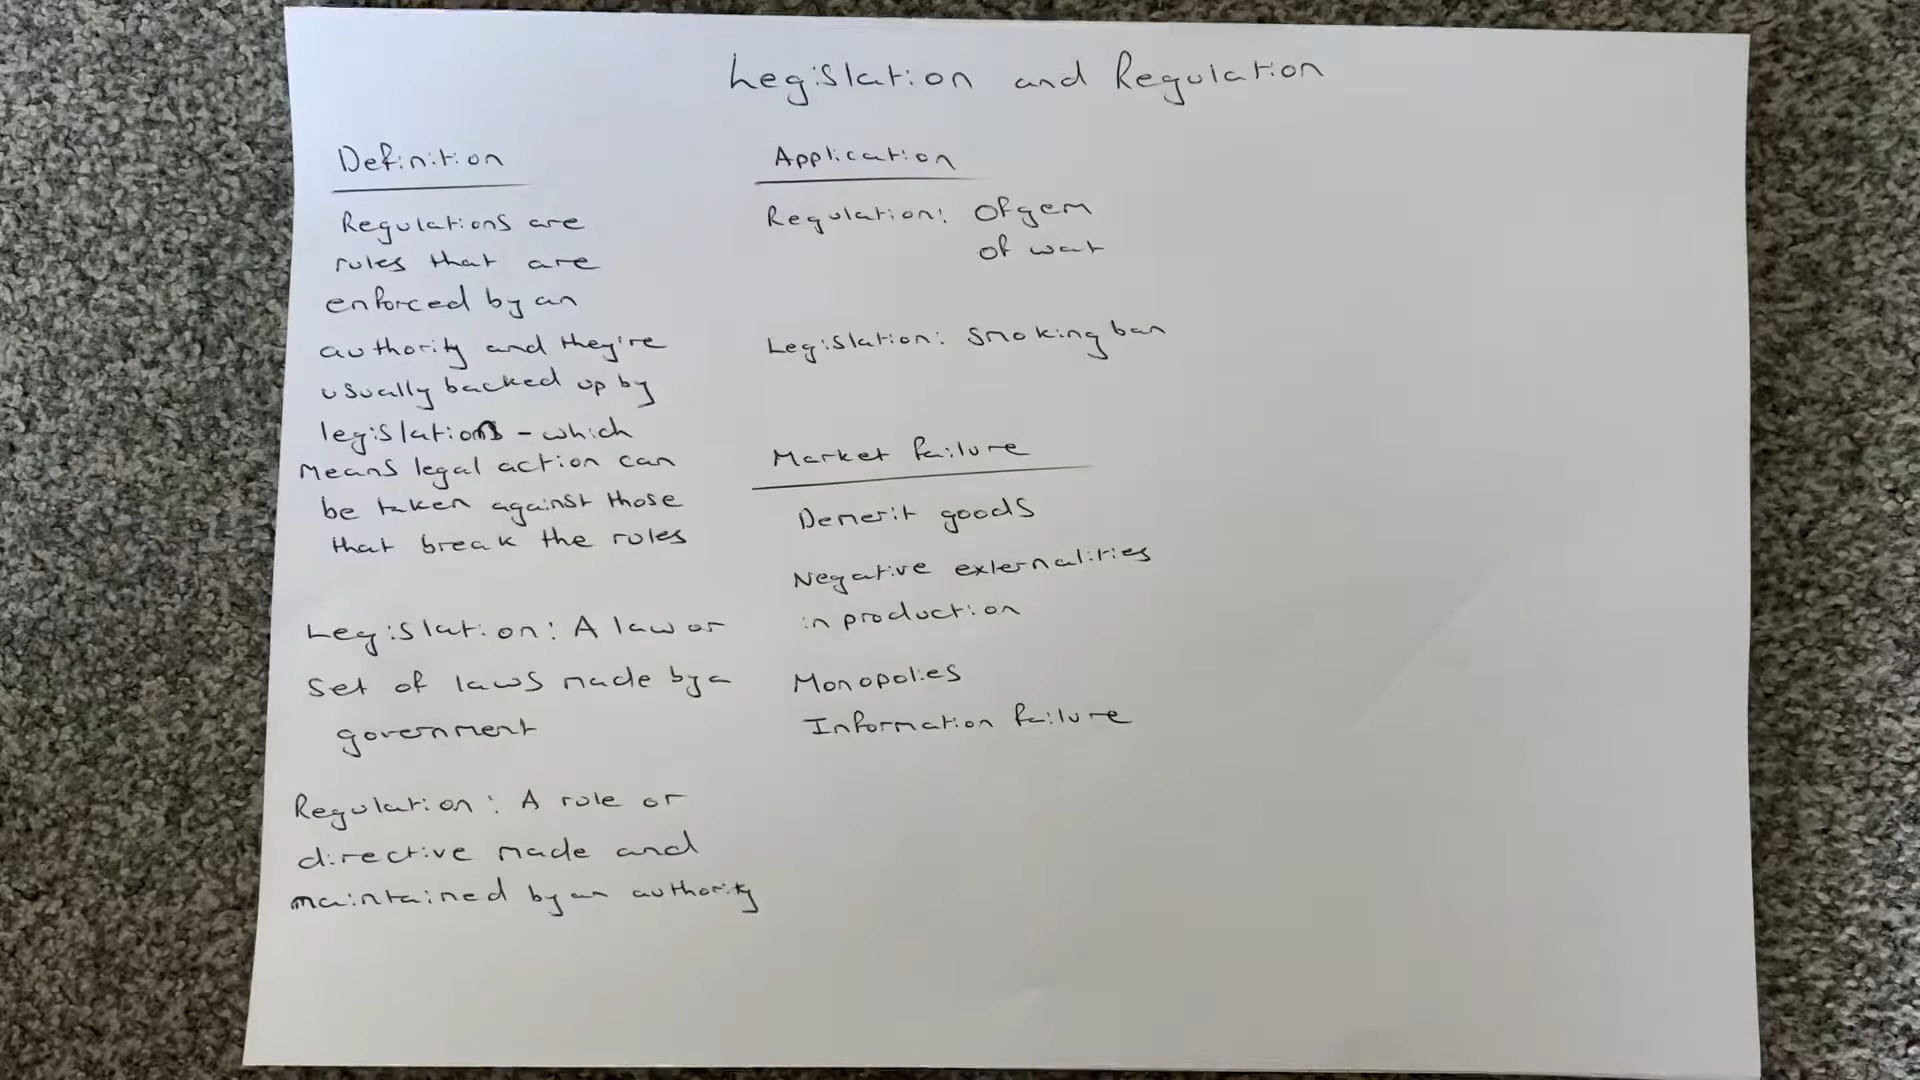 Legislation and Regulation
Definition
Regulations are
rules that are
enforced by an
authority and they're
usually backed up by
legislations - which
means legal action can
be taken against those
that break the rules
Legislation: A law or
set of laws made by a
government
Regulation: A rule or
directive made and
maintained by an authority
Application
Regulation: Ofgem
of wat
Legislation: smoking ban
Market failure
Demerit goods
Negative externalities
in production
Monopolies
Information failure